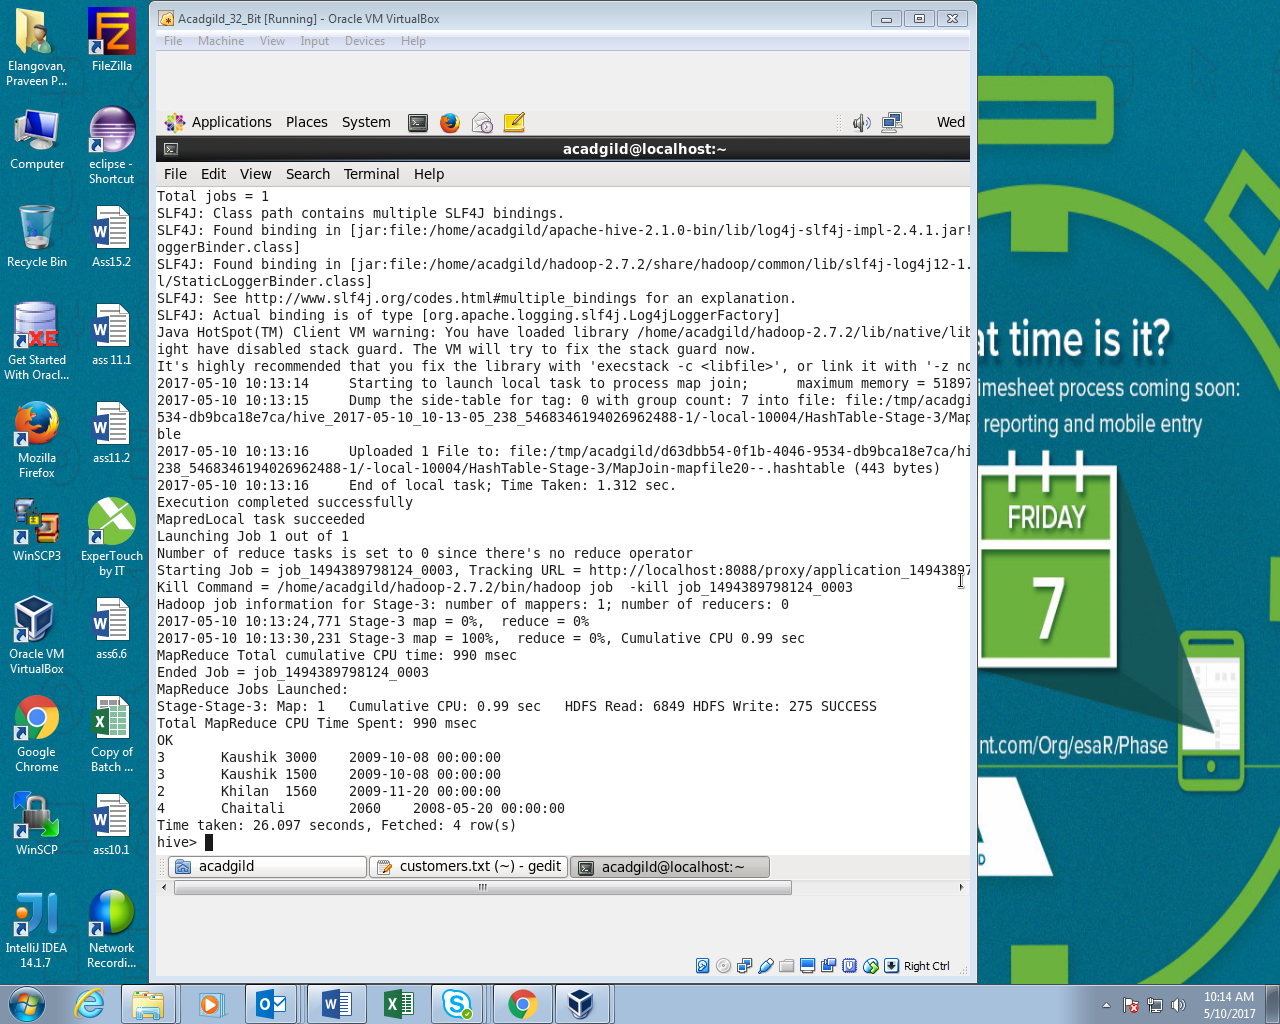 Acadgild_32_Bit [Running] - Oracle VM VirtualBox
File Machine View Input Devices Help
Applications Places System Wed
acadgild@localhost:~
File Edit View Search Terminal Help
Total jobs = 1
SLF4J: Class path contains multiple SLF4J bindings.
SLF4J: Found binding in [jar:file:/home/acadgild/apache-hive-2.1.0-bin/lib/log4j-slf4j-impl-2.4.1.jar!
oggerBinder.class]
SLF4J: Found binding in [jar:file:/home/acadgild/hadoop-2.7.2/share/hadoop/common/lib/slf4j-log4j12-1.
l/StaticLoggerBinder.class]
SLF4J: See http://www.slf4j.org/codes.html#multiple_bindings for an explanation.
SLF4J: Actual binding is of type [org.apache.logging.slf4j.Log4jLoggerFactory]
Java HotSpot(TM) Client VM warning: You have loaded library /home/acadgild/hadoop-2.7.2/lib/native/lib
ight have disabled stack guard. The VM will try to fix the stack guard now.
It's highly recommended that you fix the library with 'execstack -c <libfile>', or link it with '-z no
2017-05-10 10:13:14 Starting to launch local task to process map join; maximum memory = 51897
2017-05-10 10:13:15 Dump the side-table for tag: 0 with group count: 7 into file: file:/tmp/acadgi
534-db9bca18e7ca/hive_2017-05-10_10-13-05_238_5468346194026962488-1/-local-10004/HashTable-Stage-3/Map
ble
2017-05-10 10:13:16 Uploaded 1 File to: file:/tmp/acadgild/d63dbb54-0f1b-4046-9534-db9bca18e7ca/hi
238_5468346194026962488-1/-local-10004/HashTable-Stage-3/MapJoin-mapfile20--.hashtable (443 bytes)
2017-05-10 10:13:16 End of local task; Time Taken: 1.312 sec.
Execution completed successfully
MapredLocal task succeeded
Launching Job 1 out of 1
Number of reduce tasks is set to 0 since there's no reduce operator
Starting Job = job_1494389798124_0003, Tracking URL = http://localhost:8088/proxy/application_14943897
Kill Command = /home/acadgild/hadoop-2.7.2/bin/hadoop job  -kill job_1494389798124_0003
Hadoop job information for Stage-3: number of mappers: 1; number of reducers: 0
2017-05-10 10:13:24,771 Stage-3 map = 0%,  reduce = 0%
2017-05-10 10:13:30,231 Stage-3 map = 100%,  reduce = 0%, Cumulative CPU 0.99 sec
MapReduce Total cumulative CPU time: 990 msec
Ended Job = job_1494389798124_0003
MapReduce Jobs Launched:
Stage-Stage-3: Map: 1   Cumulative CPU: 0.99 sec   HDFS Read: 6849 HDFS Write: 275 SUCCESS
Total MapReduce CPU Time Spent: 990 msec
OK
3 Kaushik 3000 2009-10-08 00:00:00
3 Kaushik 1500 2009-10-08 00:00:00
2 Khilan 1560 2009-11-20 00:00:00
4 Chaitali 2060 2008-05-20 00:00:00
Time taken: 26.097 seconds, Fetched: 4 row(s)
hive>
acadgild
customers.txt (~) - gedit
acadgild@localhost:~
Right Ctrl
Elangovan,
Praveen P...
FileZilla
Computer
eclipse -
Shortcut
Recycle Bin
Ass15.2
XE
Get Started
With Oracl...
ass 11.1
Mozilla
Firefox
ass11.2
WinSCP3
ExperTouch
by IT
Oracle VM
VirtualBox
ass6.6
Google
Chrome
Copy of
Batch ...
WinSCP
ass10.1
IntelliJ IDEA
14.1.7
Network
Recordi...
at time is it?
imesheet process coming soon:
reporting and mobile entry
FRIDAY
7
nt.com/Org/esaR/Phase
10:14 AM
5/10/2017